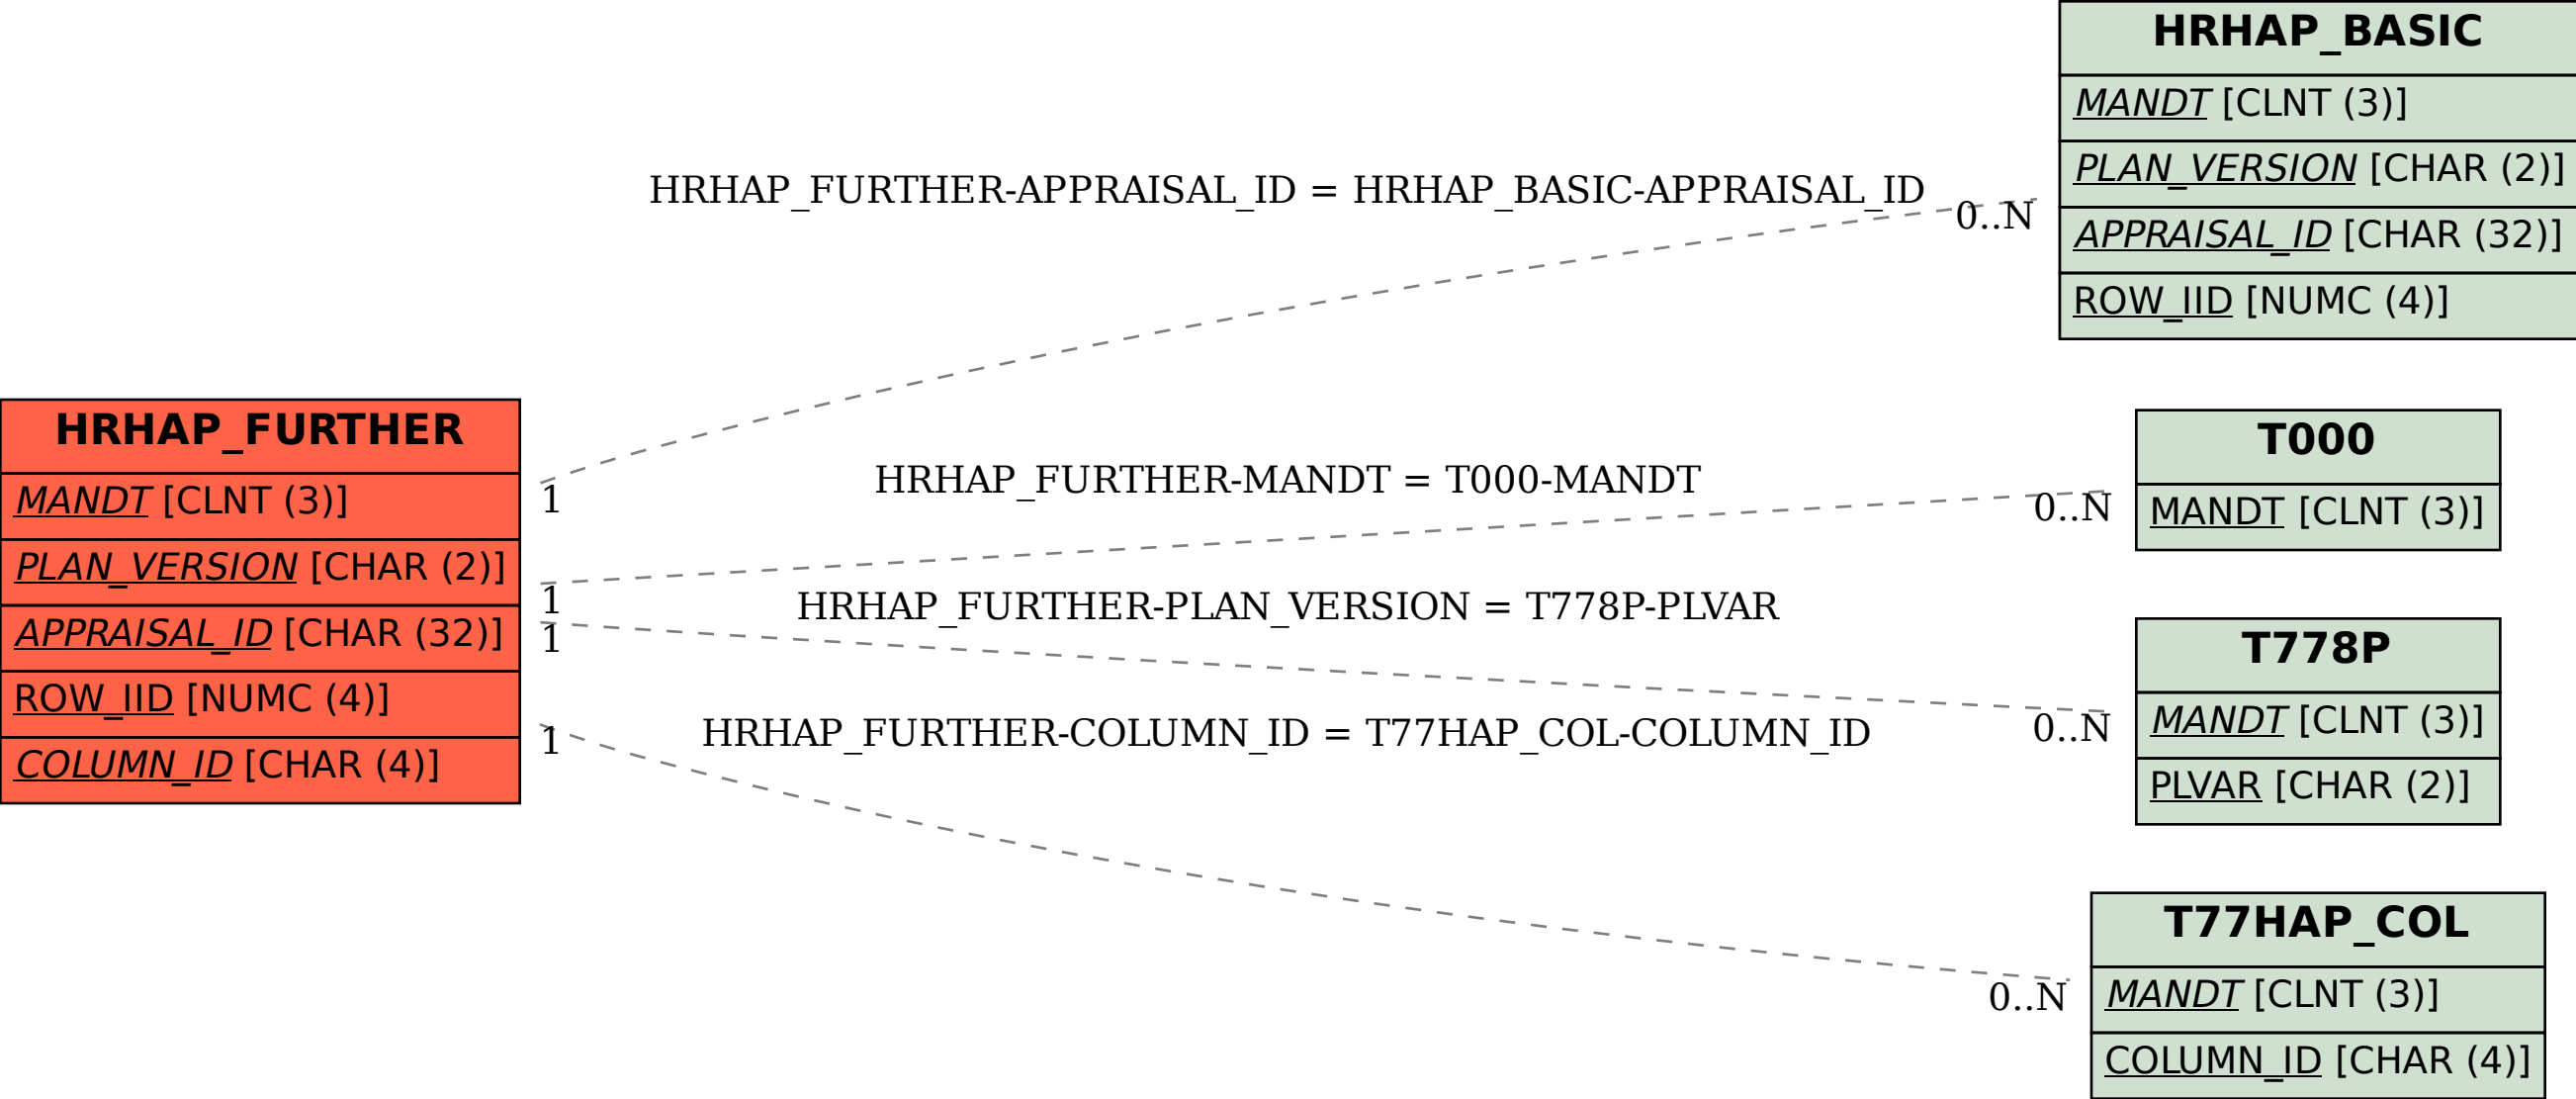 HRHAP_BASIC
MANDT [CLNT (3)]
PLAN_VERSION [CHAR (2)]
APPRAISAL_ID [CHAR (32)]
ROW_IID [NUMC (4)]
HRHAP_FURTHER-APPRAISAL_ID = HRHAP_BASIC-APPRAISAL_ID
0..N
1
HRHAP_FURTHER
MANDT [CLNT (3)]
PLAN_VERSION [CHAR (2)]
APPRAISAL_ID [CHAR (32)]
ROW_IID [NUMC (4)]
COLUMN_ID [CHAR (4)]
HRHAP_FURTHER-MANDT = T000-MANDT
0..N
1
T000
MANDT [CLNT (3)]
HRHAP_FURTHER-PLAN_VERSION = T778P-PLVAR
1
0..N
T778P
MANDT [CLNT (3)]
PLVAR [CHAR (2)]
HRHAP_FURTHER-COLUMN_ID = T77HAP_COL-COLUMN_ID
1
0..N
T77HAP_COL
MANDT [CLNT (3)]
COLUMN_ID [CHAR (4)]